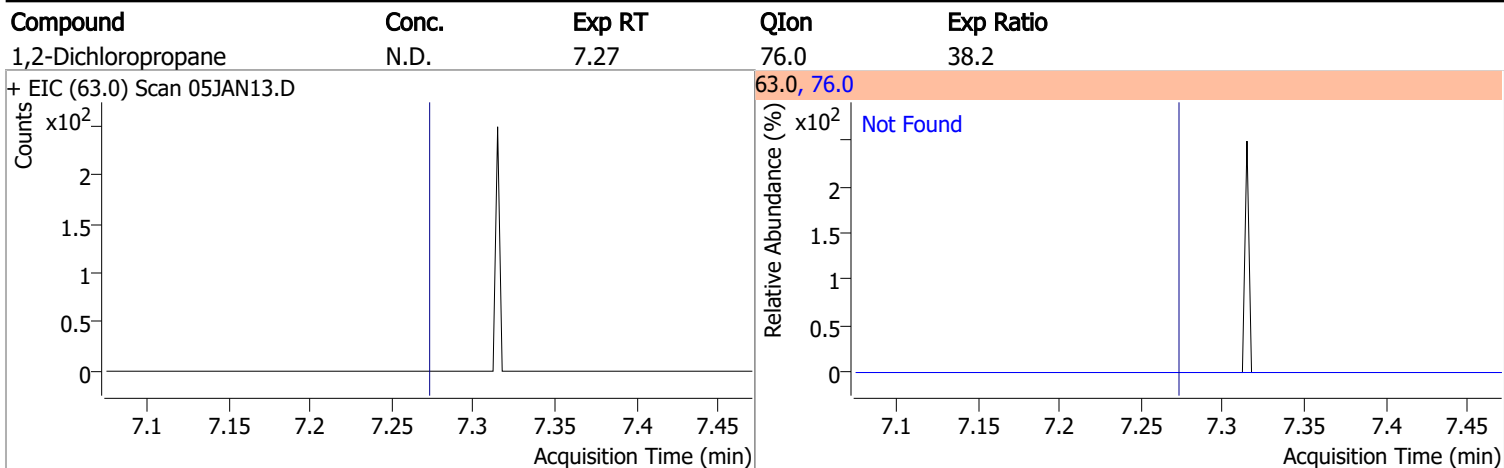 Compound Conc. Exp RT QIon Exp Ratio
1,2-Dichloropropane N.D. 7.27 76.0 38.2
+ EIC (63.0) Scan 05JAN13.D
Counts
x10²
2
1.5
1
0.5
0
7.1 7.15 7.2 7.25 7.3 7.35 7.4 7.45
Acquisition Time (min)
63.0, 76.0
Relative Abundance (%)
x10²
Not Found
2
1.5
1
0.5
0
7.1 7.15 7.2 7.25 7.3 7.35 7.4 7.45
Acquisition Time (min)